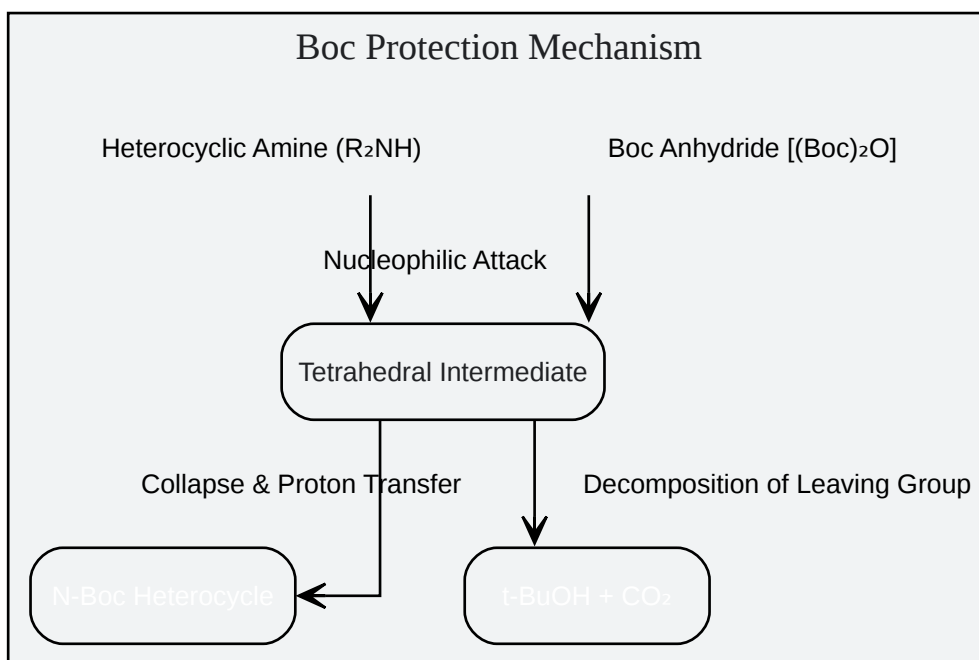 Boc Protection Mechanism
Heterocyclic Amine (R₂NH)
Boc Anhydride [(Boc)₂O]
Nucleophilic Attack
Tetrahedral Intermediate
Collapse & Proton Transfer
Decomposition of Leaving Group
N-Boc Heterocycle
t-BuOH + CO₂